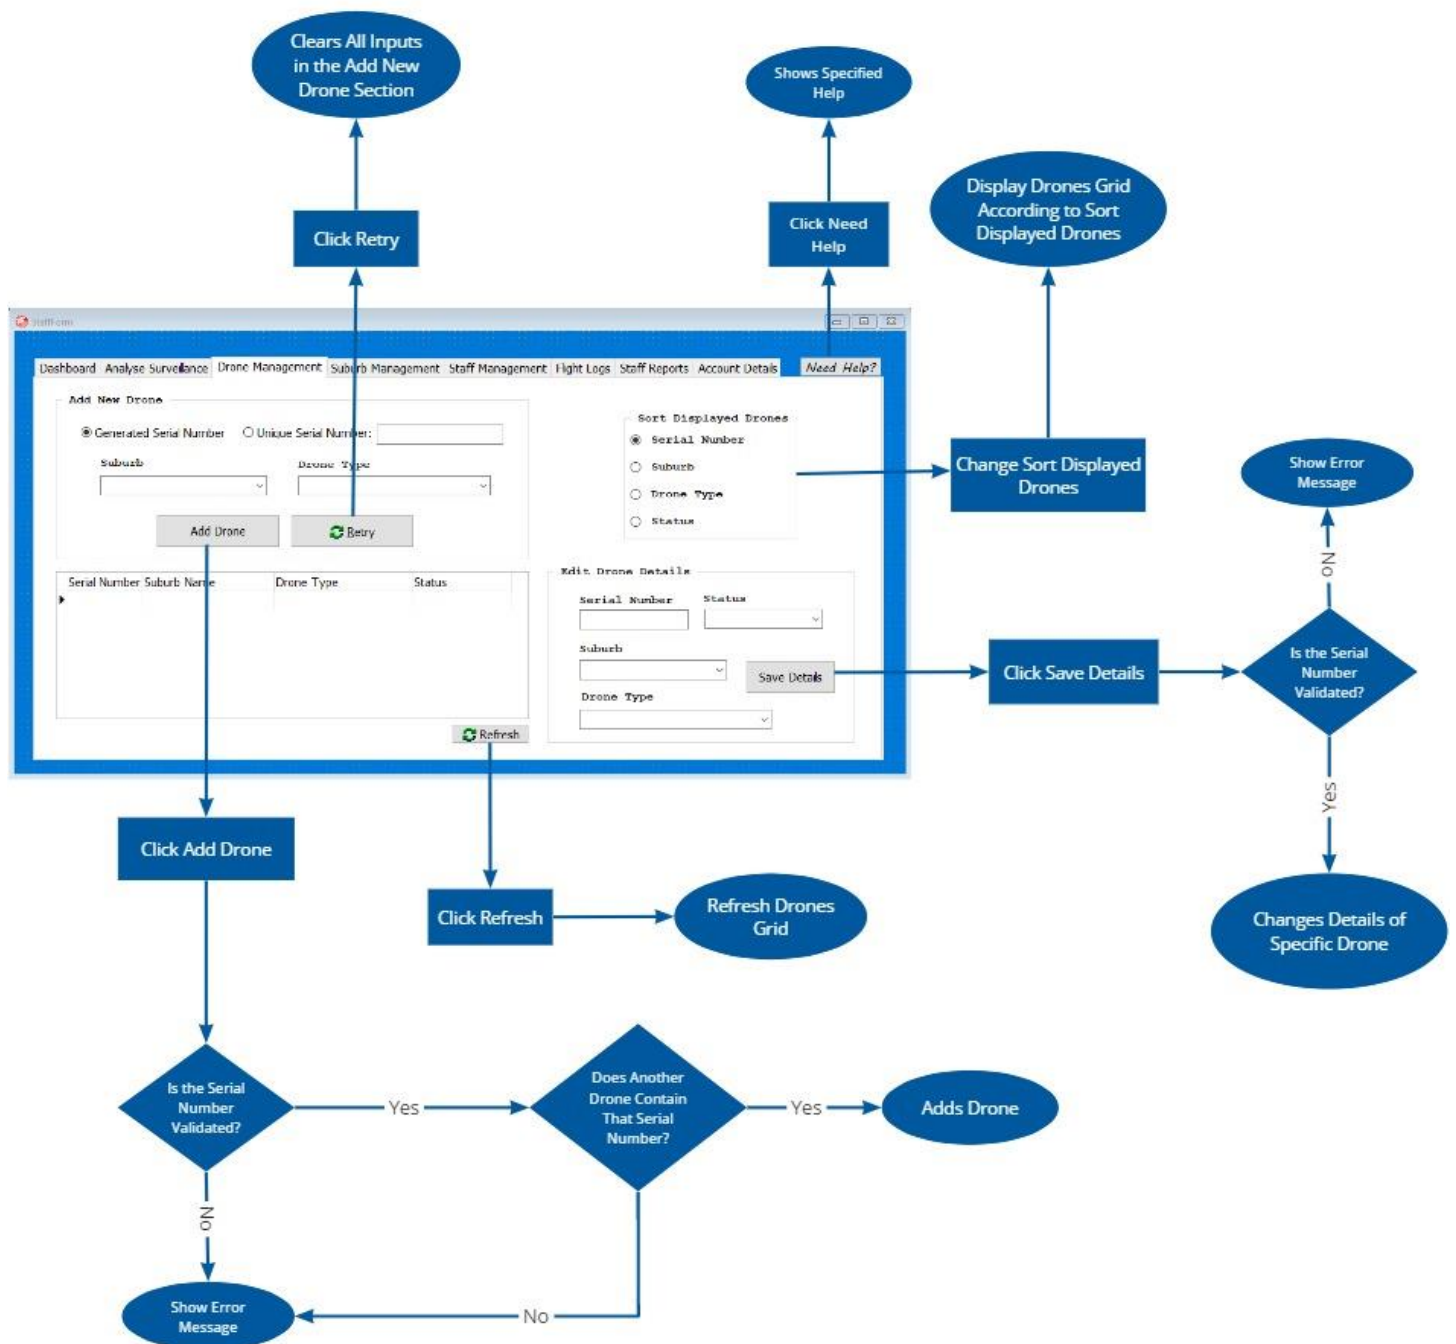 Clears All Inputs
in the Add New
Drone Section
Shows Specified
Help
Display Drones Grid
According to Sort
Displayed Drones
Click Retry
Click Need
Help
Dashboard Analyse Surveillance Drone Management Suburb Management Staff Management Flight Logs Staff Reports Account Details Need Help?
Add New Drone
Generated Serial Number Unique Serial Number:
Suburb Drone Type
Add Drone Retry
Sort Displayed Drones
Serial Number
Suburb
Drone Type
Status
Change Sort Displayed
Drones
Show Error
Message
No
Serial Number Suburb Name Drone Type Status
Edit Drone Details
Serial Number Status
Suburb
Save Details
Drone Type
Refresh
Click Save Details
Is the Serial
Number
Validated?
Yes
Changes Details of
Specific Drone
Click Add Drone
Click Refresh
Refresh Drones
Grid
Is the Serial
Number
Validated?
Yes
Does Another
Drone Contain
That Serial
Number?
Yes
Adds Drone
No
Show Error
Message
No